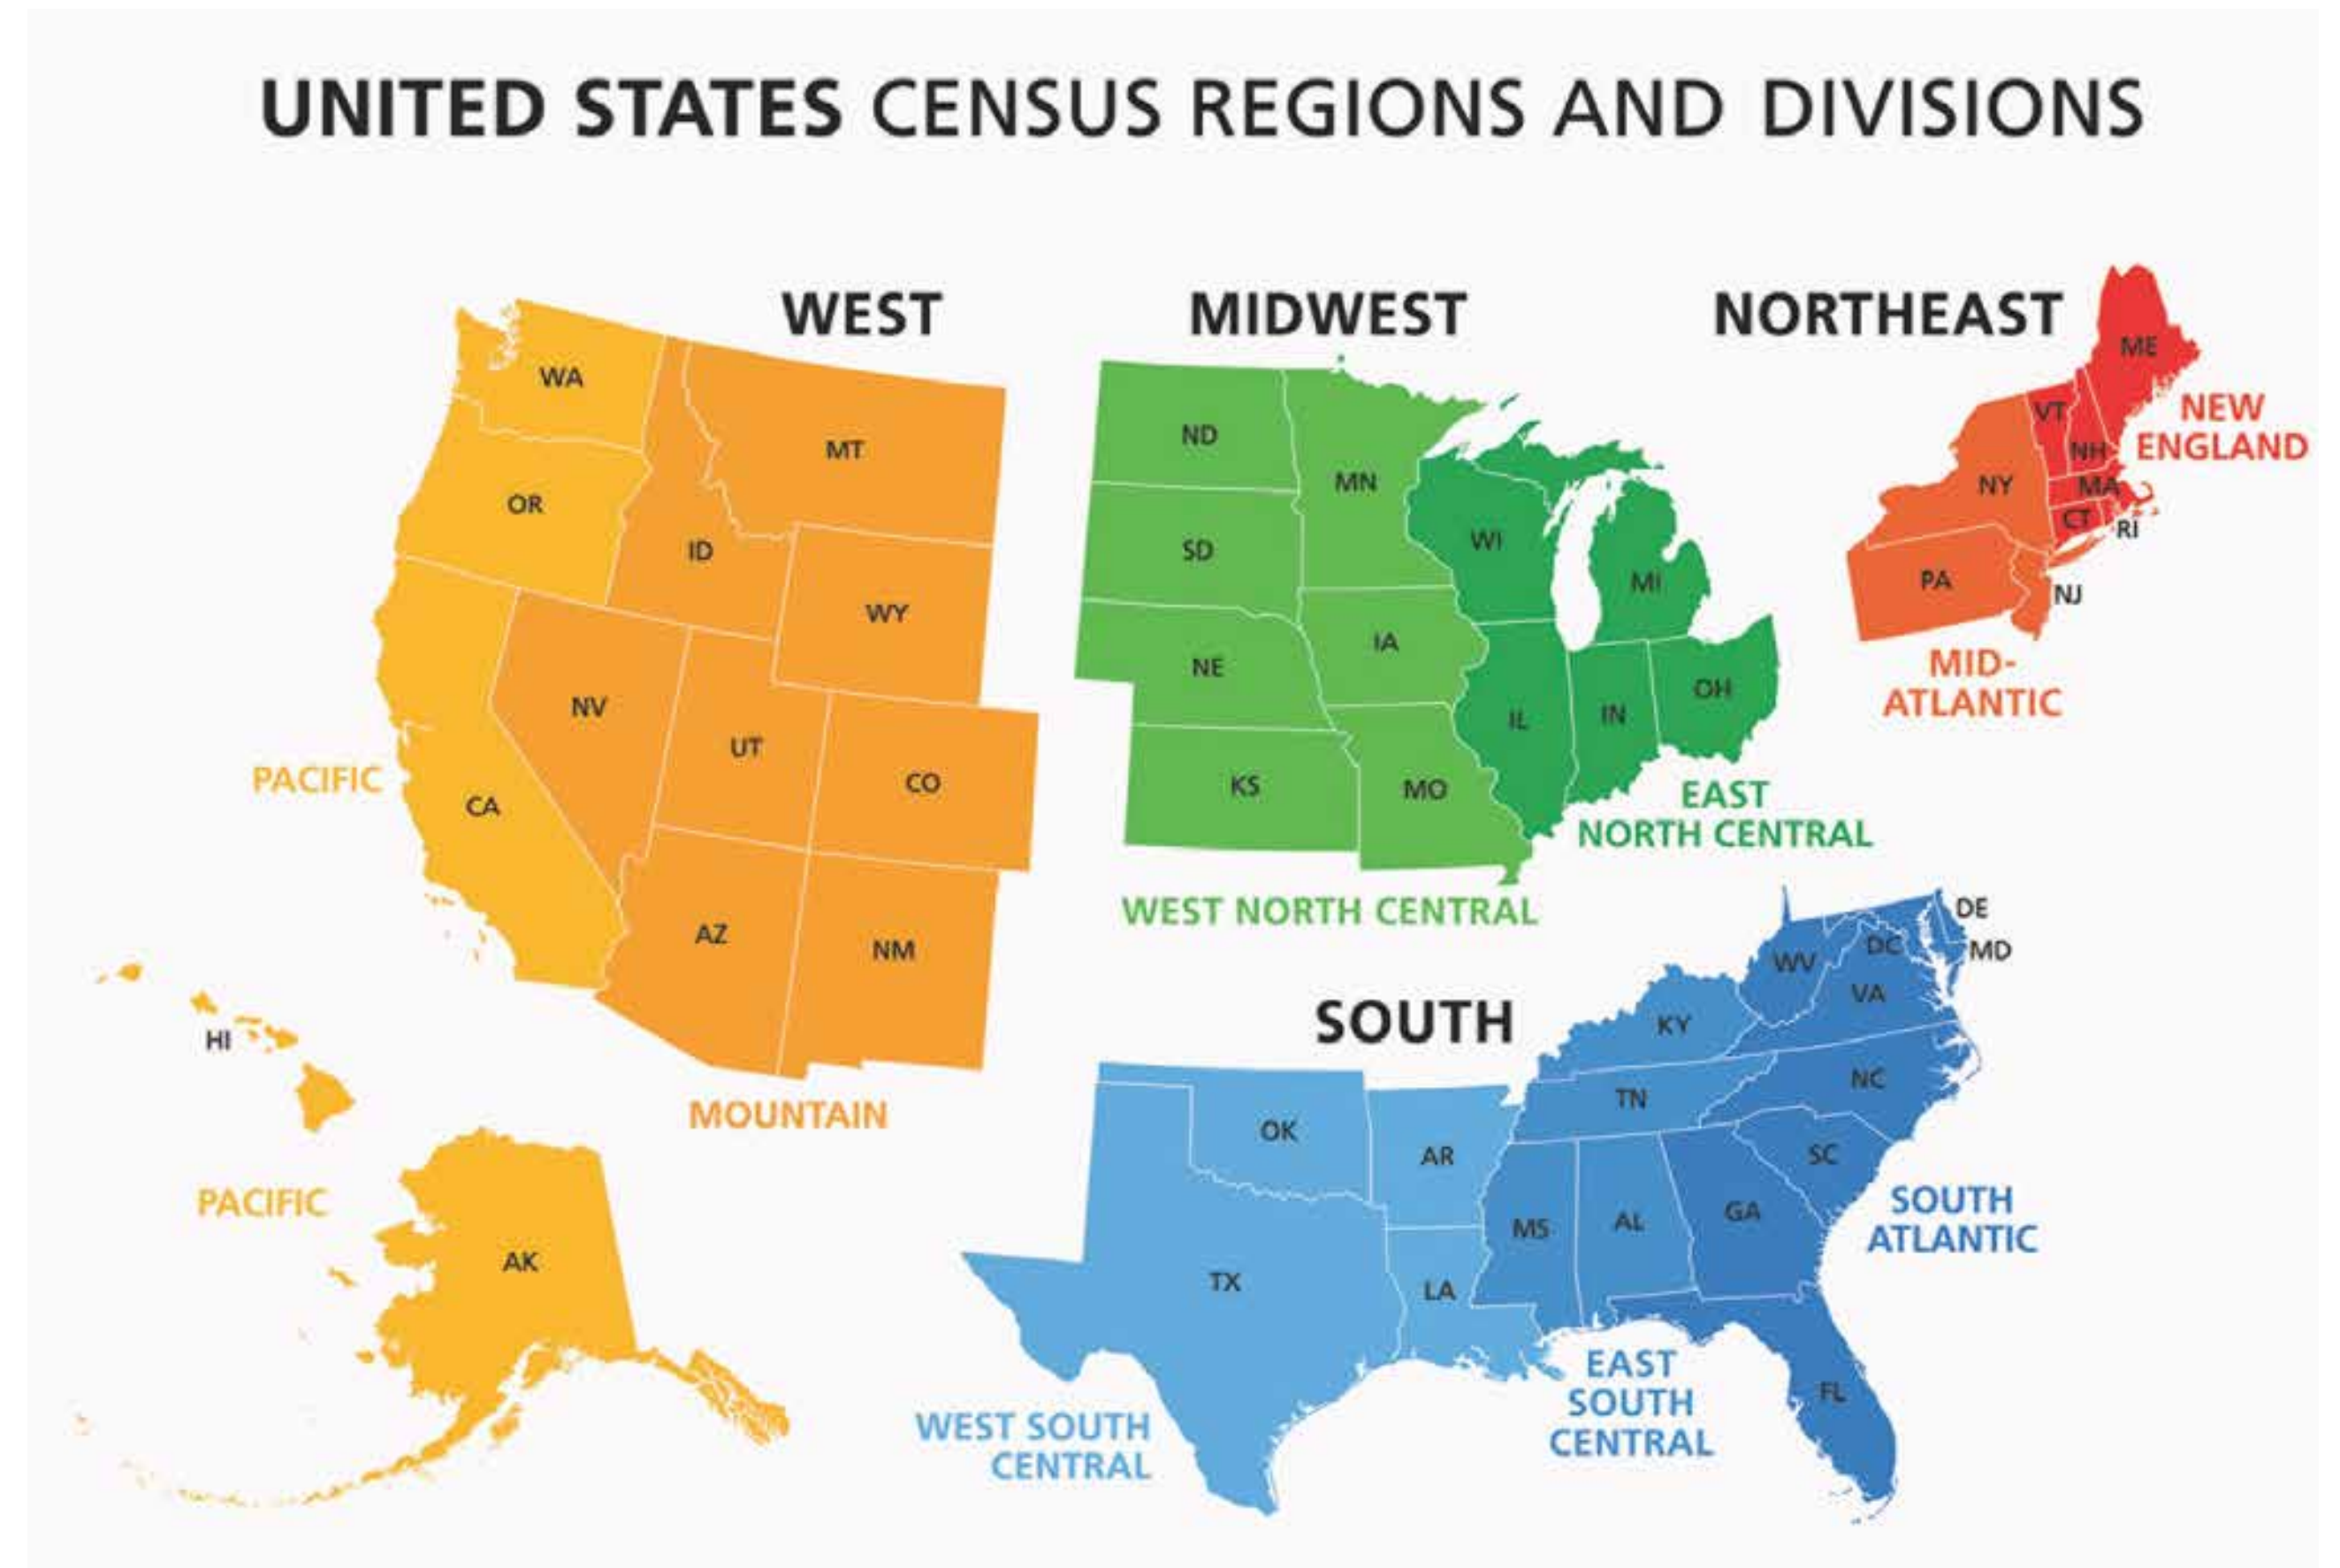 UNITED STATES CENSUS REGIONS AND DIVISIONS
WEST
WA
OR
CA
PACIFIC
MT
ID
WY
NV
UT
CO
AZ
NM
MOUNTAIN
HI
PACIFIC
AK
MIDWEST
ND
SD
NE
KS
MN
IA
MO
WEST NORTH CENTRAL
WI
MI
IL
IN
OH
EAST
NORTH CENTRAL
NORTHEAST
ME
VT
NH
MA
CT
RI
NEW
ENGLAND
NY
PA
NJ
MID-
ATLANTIC
SOUTH
OK
AR
TX
LA
WEST SOUTH
CENTRAL
KY
TN
MS
AL
EAST
SOUTH
CENTRAL
DE
MD
DC
WV
VA
NC
SC
GA
FL
SOUTH
ATLANTIC